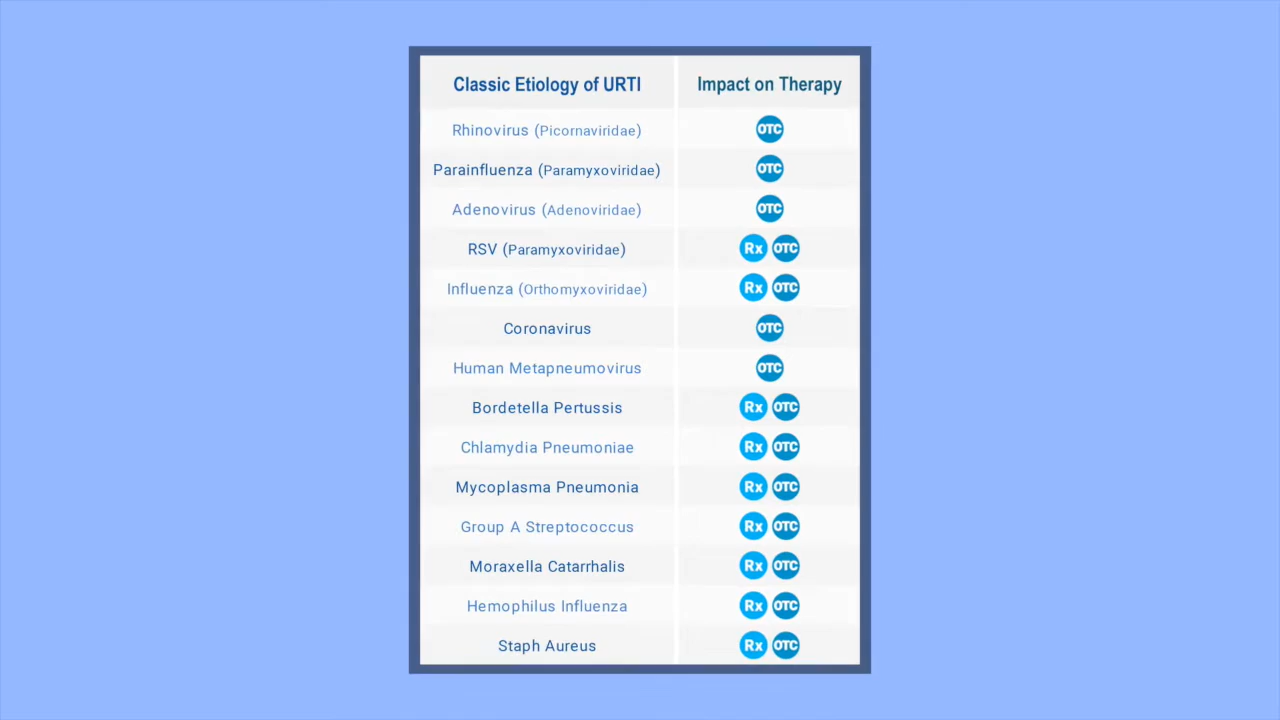 Classic Etiology of URTI Impact on Therapy
Rhinovirus (Picornaviridae) OTC
Parainfluenza (Paramyxoviridae) OTC
Adenovirus (Adenoviridae) OTC
RSV (Paramyxoviridae) Rx OTC
Influenza (Orthomyxoviridae) Rx OTC
Coronavirus OTC
Human Metapneumovirus OTC
Bordetella Pertussis Rx OTC
Chlamydia Pneumoniae Rx OTC
Mycoplasma Pneumonia Rx OTC
Group A Streptococcus Rx OTC
Moraxella Catarrhalis Rx OTC
Hemophilus Influenza Rx OTC
Staph Aureus Rx OTC